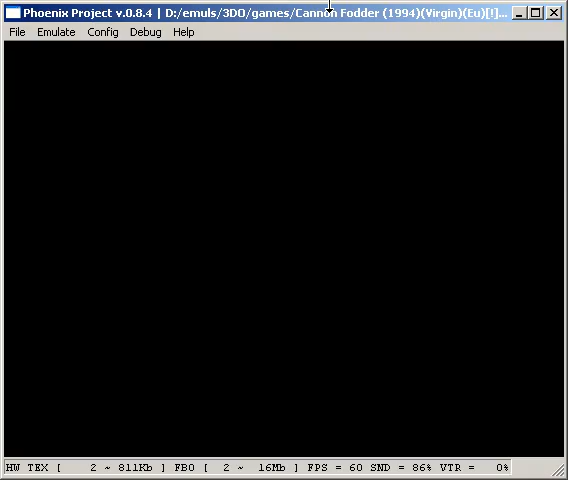 Phoenix Project v.0.8.4 | D:/emuls/3DO/games/Cannon Fodder (1994)(Virgin)(Eu)[!]...
File Emulate Config Debug Help
HW TEX [ 2 ~ 811Kb ] FBO [ 2 ~ 16Mb ] FPS = 60 SND = 86% VTR = 0%